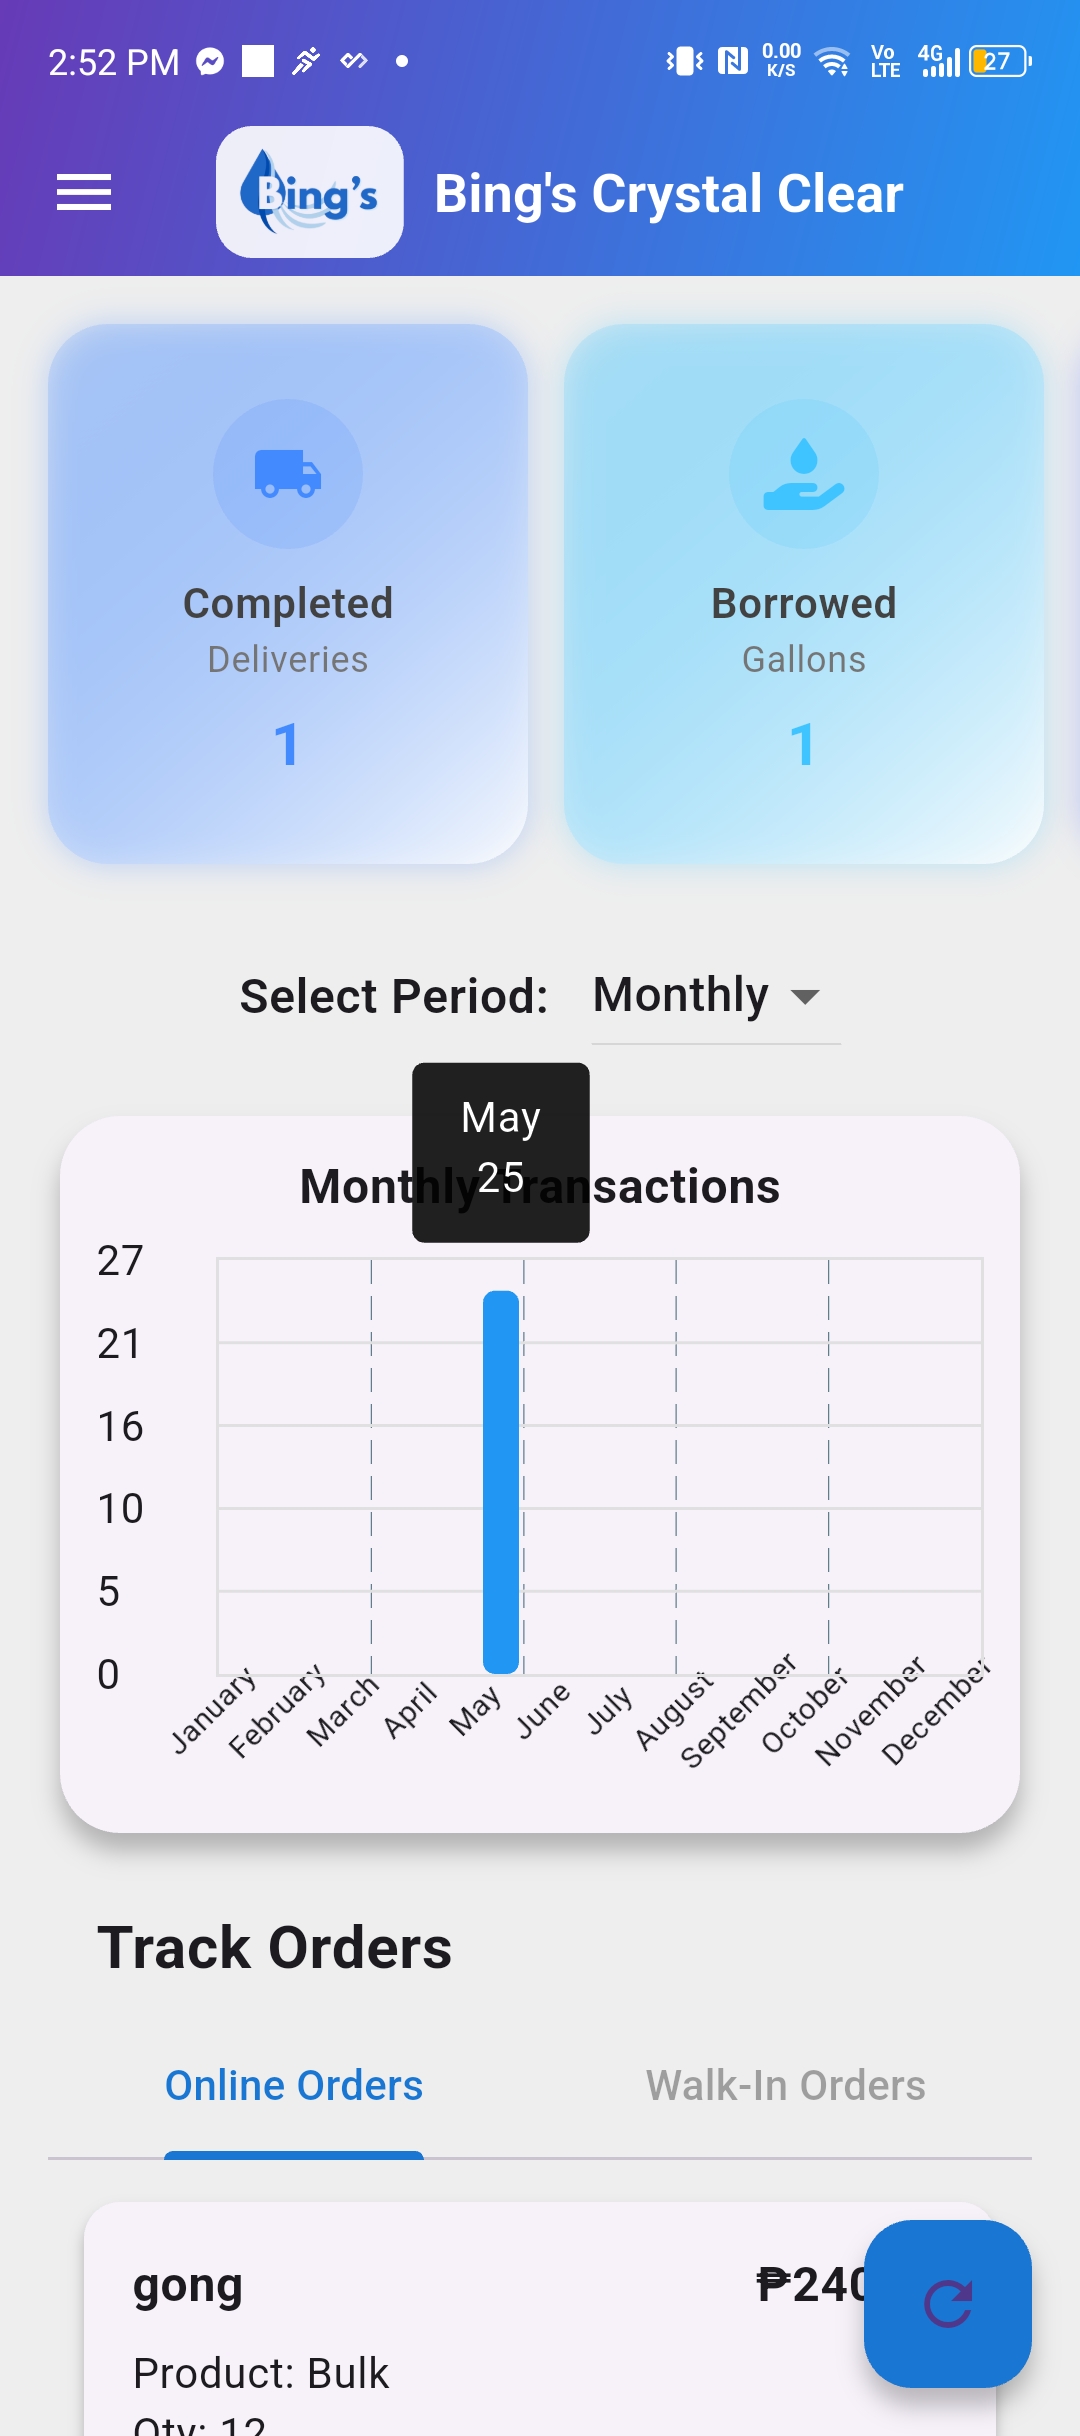 2:52 PM
0.00
K/S
Vo
LTE
4G
27
Bing's
Bing's Crystal Clear
Completed
Deliveries
1
Borrowed
Gallons
1
Select Period:
Monthly
May
25
Monthly Transactions
27
21
16
10
5
0
January
February
March
April
May
June
July
August
September
October
November
December
Track Orders
Online Orders
Walk-In Orders
gong
₱240
Product: Bulk
Qty: 12